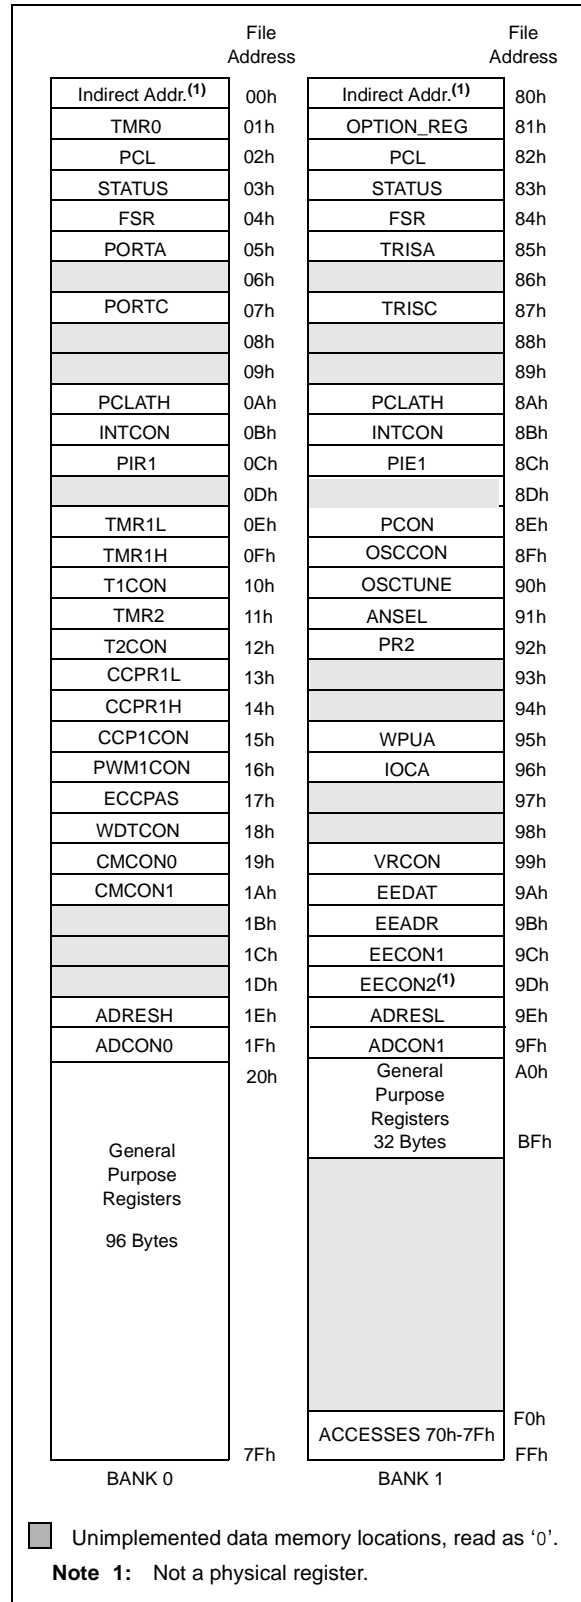 File Address File Address
Indirect Addr.(1) 00h Indirect Addr.(1) 80h
TMR0 01h OPTION_REG 81h
PCL 02h PCL 82h
STATUS 03h STATUS 83h
FSR 04h FSR 84h
PORTA 05h TRISA 85h
06h 86h
PORTC 07h TRISC 87h
08h 88h
09h 89h
PCLATH 0Ah PCLATH 8Ah
INTCON 0Bh INTCON 8Bh
PIR1 0Ch PIE1 8Ch
0Dh 8Dh
TMR1L 0Eh PCON 8Eh
TMR1H 0Fh OSCCON 8Fh
T1CON 10h OSCTUNE 90h
TMR2 11h ANSEL 91h
T2CON 12h PR2 92h
CCPR1L 13h 93h
CCPR1H 14h 94h
CCP1CON 15h WPUA 95h
PWM1CON 16h IOCA 96h
ECCPAS 17h 97h
WDTCON 18h 98h
CMCON0 19h VRCON 99h
CMCON1 1Ah EEDAT 9Ah
1Bh EEADR 9Bh
1Ch EECON1 9Ch
1Dh EECON2(1) 9Dh
ADRESH 1Eh ADRESL 9Eh
ADCON0 1Fh ADCON1 9Fh
20h General A0h
Purpose
Registers
32 Bytes BFh
General
Purpose
Registers
96 Bytes
F0h
ACCESSES 70h-7Fh
7Fh FFh
BANK 0 BANK 1
Unimplemented data memory locations, read as ‘0’.
Note 1: Not a physical register.